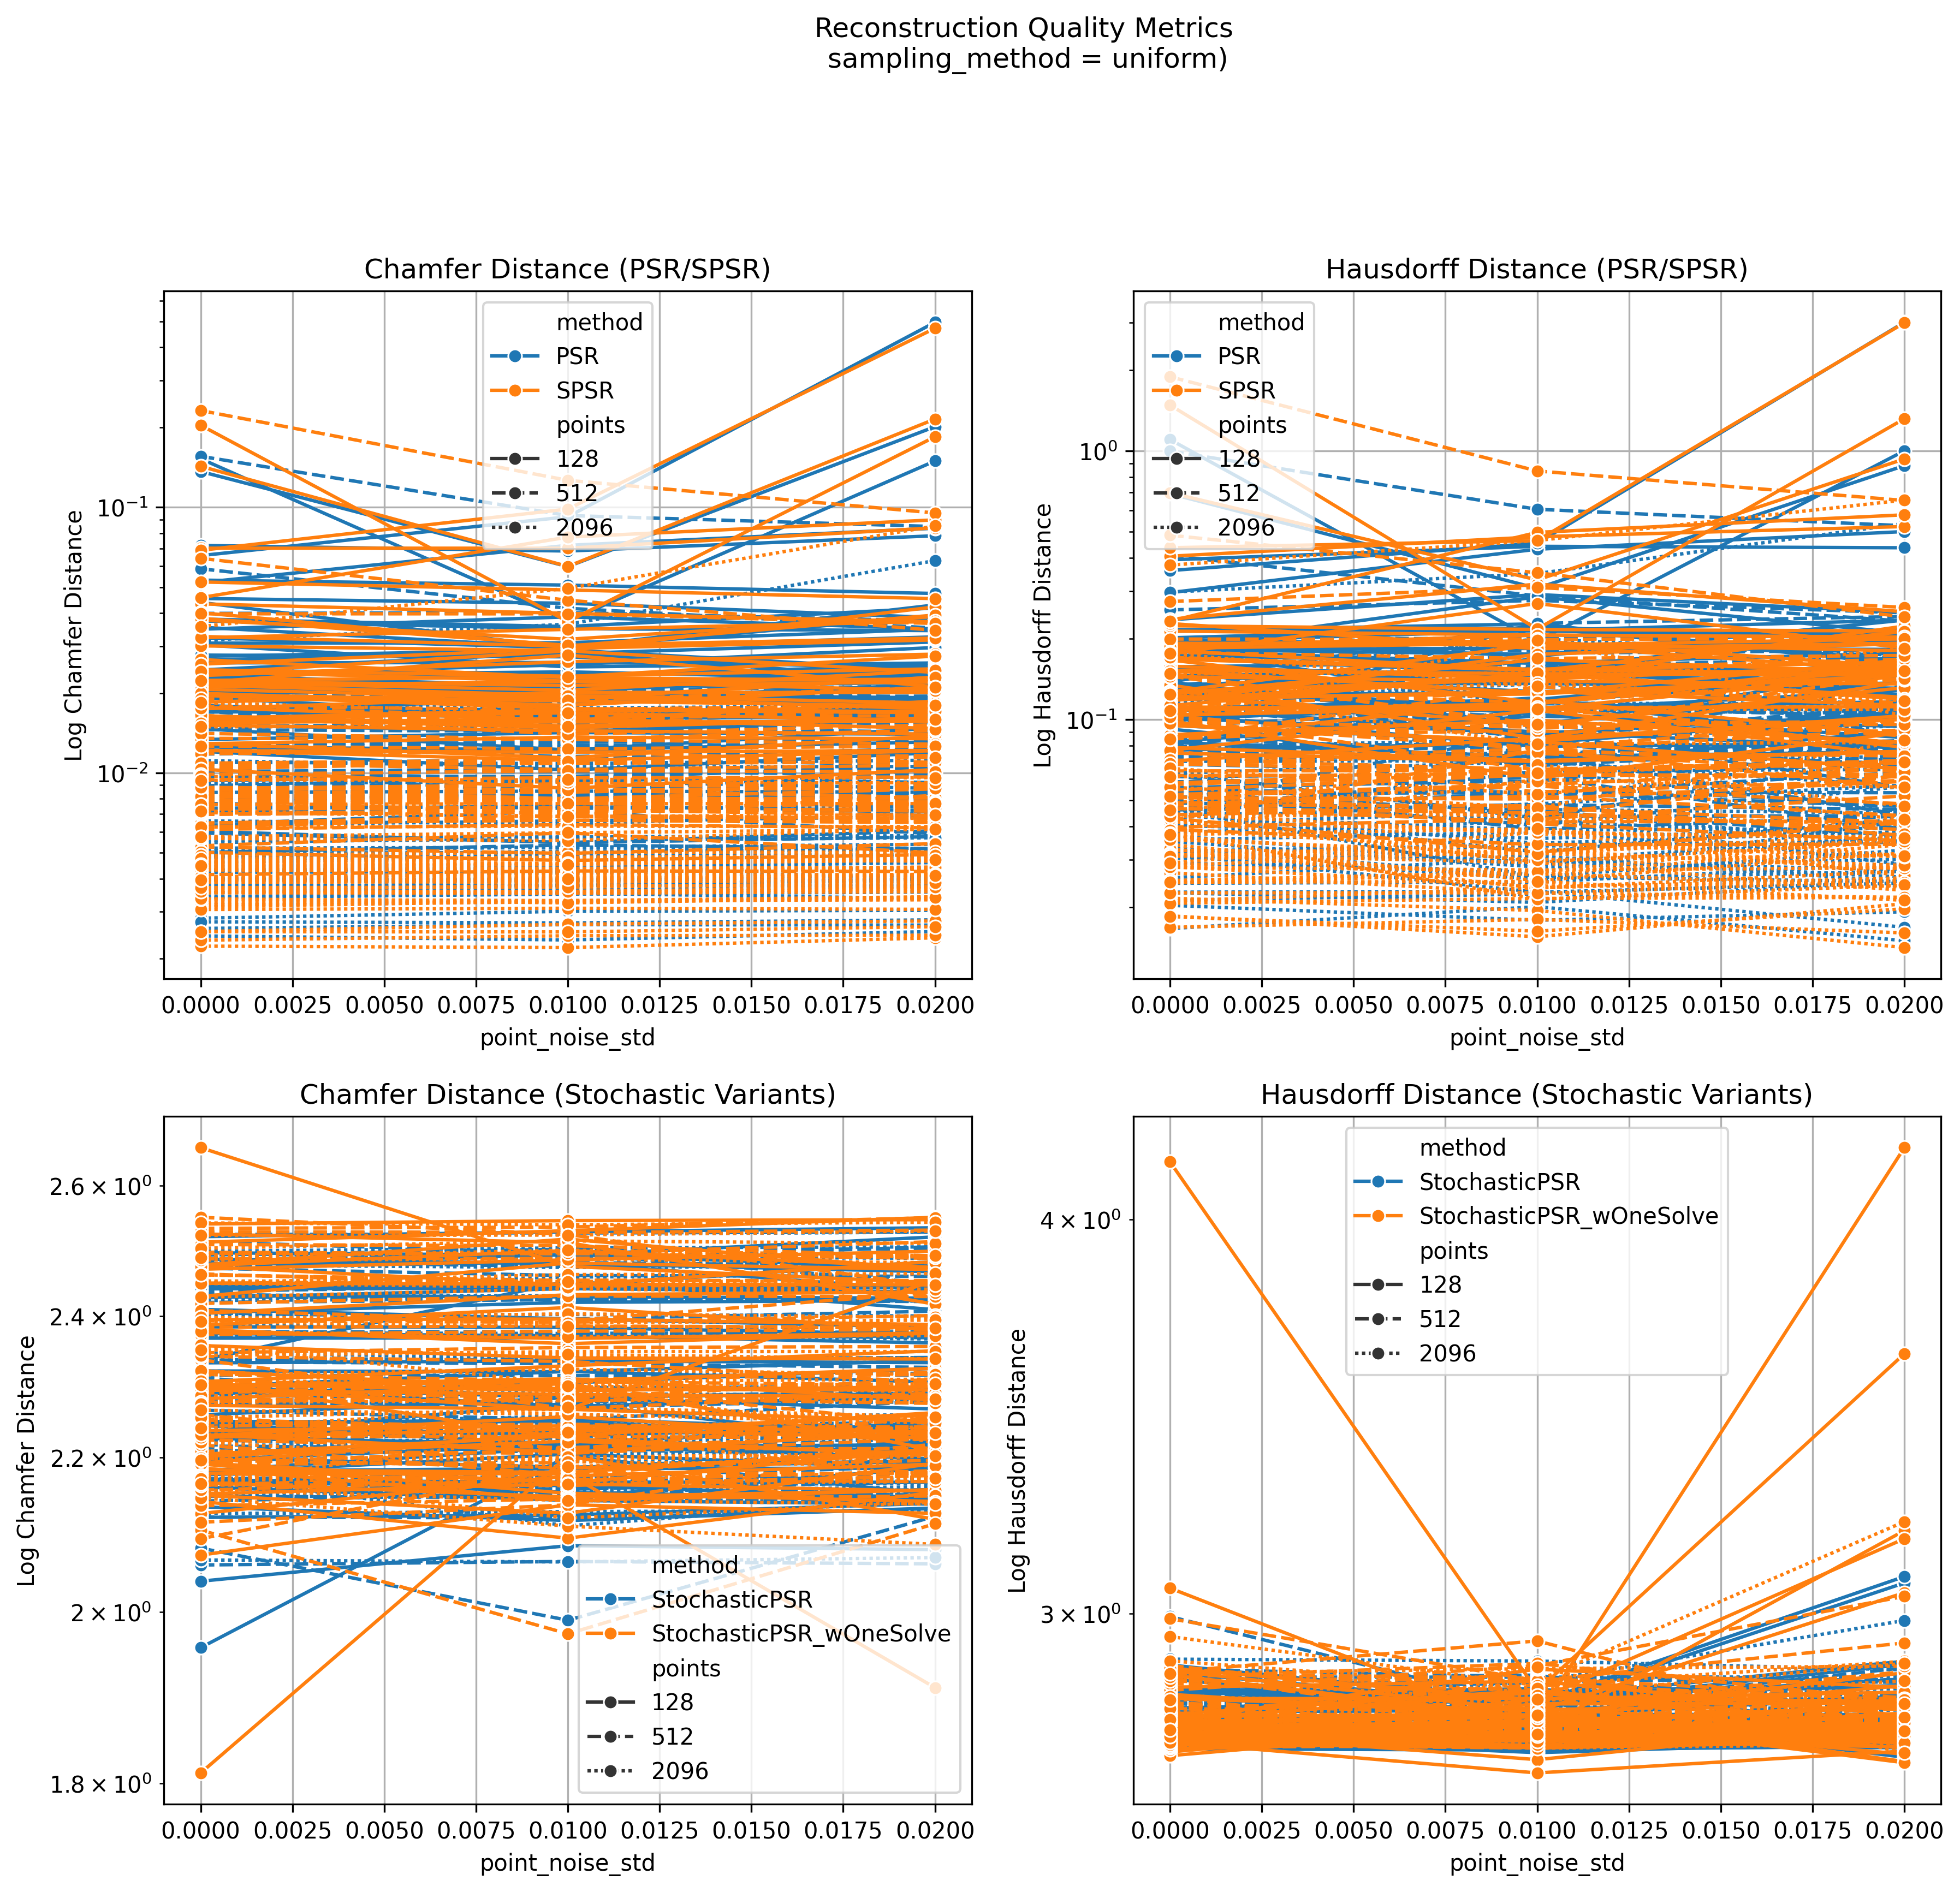 Reconstruction Quality Metrics
sampling_method = uniform)
Chamfer Distance (PSR/SPSR)
Log Chamfer Distance
10⁻¹
10⁻²
method
PSR
SPSR
points
128
512
2096
0.0000 0.0025 0.0050 0.0075 0.0100 0.0125 0.0150 0.0175 0.0200
point_noise_std
Hausdorff Distance (PSR/SPSR)
Log Hausdorff Distance
10⁰
10⁻¹
method
PSR
SPSR
points
128
512
2096
0.0000 0.0025 0.0050 0.0075 0.0100 0.0125 0.0150 0.0175 0.0200
point_noise_std
Chamfer Distance (Stochastic Variants)
Log Chamfer Distance
2.6 × 10⁰
2.4 × 10⁰
2.2 × 10⁰
2 × 10⁰
1.8 × 10⁰
method
StochasticPSR
StochasticPSR_wOneSolve
points
128
512
2096
0.0000 0.0025 0.0050 0.0075 0.0100 0.0125 0.0150 0.0175 0.0200
point_noise_std
Hausdorff Distance (Stochastic Variants)
Log Hausdorff Distance
4 × 10⁰
3 × 10⁰
method
StochasticPSR
StochasticPSR_wOneSolve
points
128
512
2096
0.0000 0.0025 0.0050 0.0075 0.0100 0.0125 0.0150 0.0175 0.0200
point_noise_std